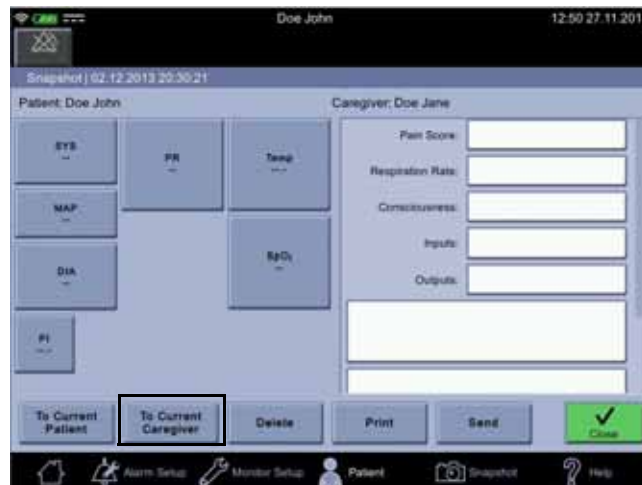 Doe John
12:50 27.11.201
Snapshot | 02.12.2013 20:30:21
Patient: Doe John
Caregiver: Doe Jane
SYS
--
PR
--
Temp
--.-
MAP
--
DIA
--
SpO₂
--
PI
--.--
Pain Score:
Respiration Rate:
Consciousness:
Inputs:
Outputs:
To Current
Patient
To Current
Caregiver
Delete
Print
Send
Close
Alarm Setup
Monitor Setup
Patient
Snapshot
Help